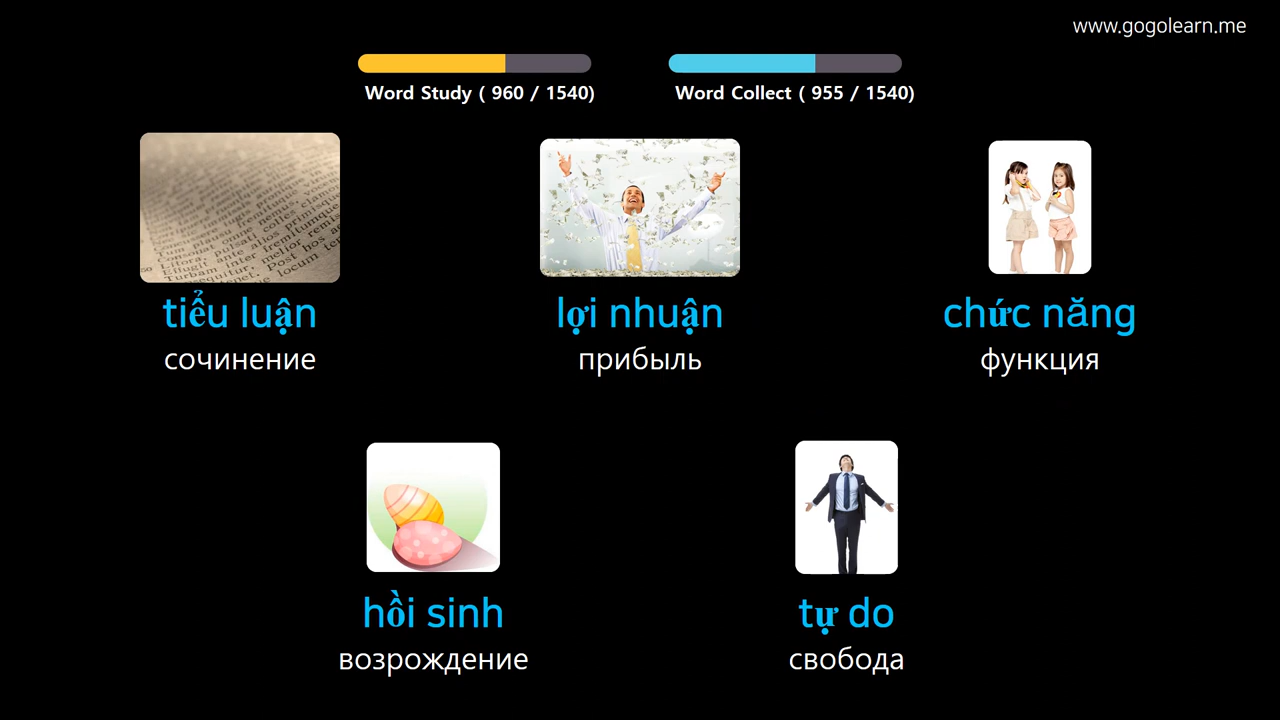 www.gogolearn.me
Word Study ( 960 / 1540)
Word Collect ( 955 / 1540)
tiểu luận
сочинение
lợi nhuận
прибыль
chức năng
функция
hồi sinh
возрождение
tự do
свобода